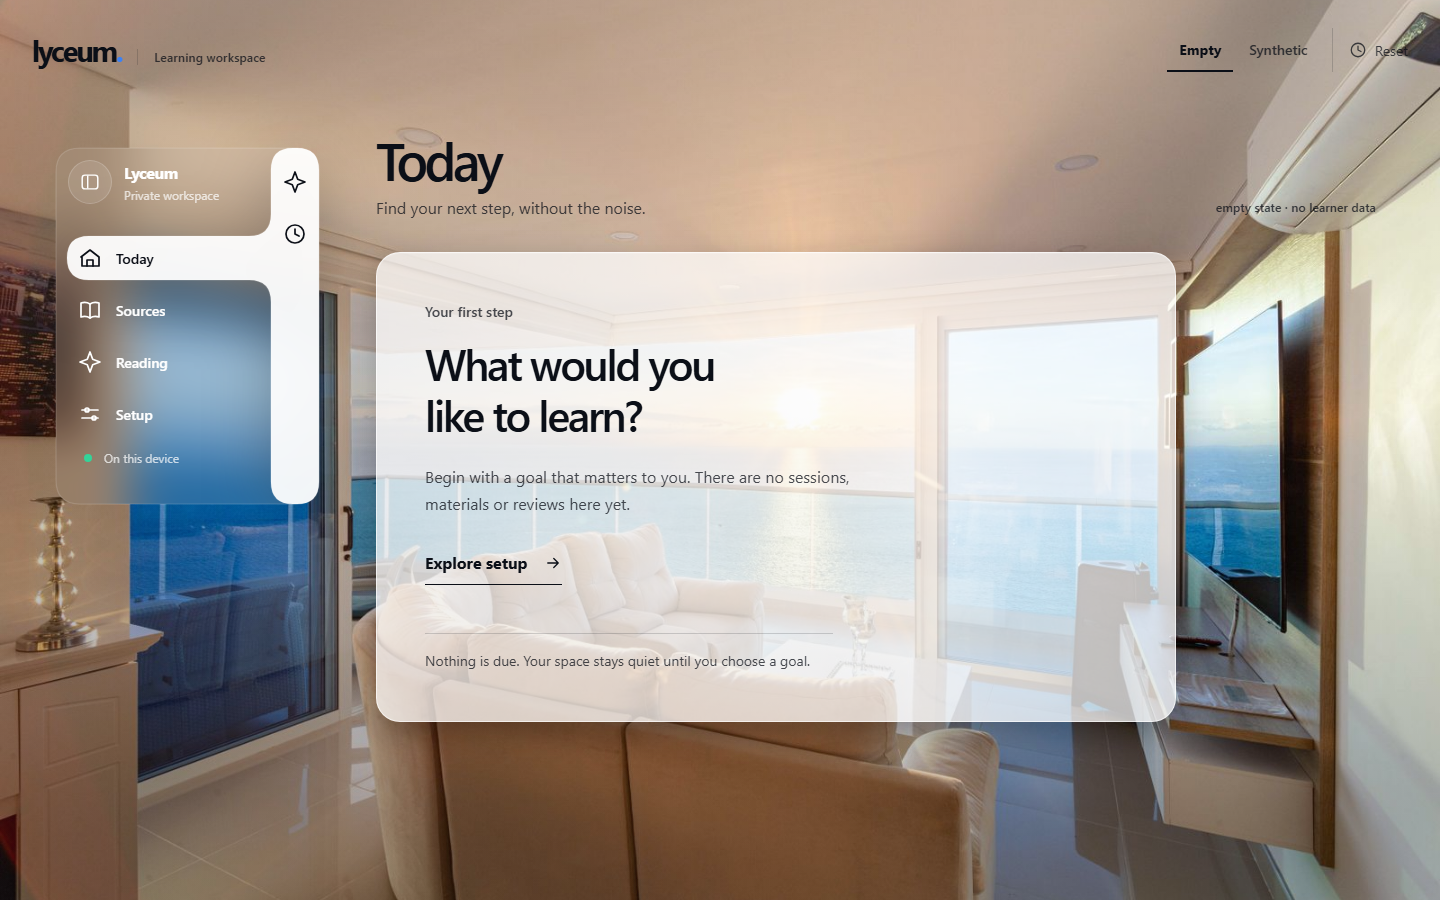 lyceum.
Learning workspace
Empty
Synthetic
Reset
Lyceum
Private workspace
Today
Sources
Reading
Setup
On this device
Today
Find your next step, without the noise.
empty state · no learner data
Your first step
What would you
like to learn?
Begin with a goal that matters to you. There are no sessions,
materials or reviews here yet.
Explore setup →
Nothing is due. Your space stays quiet until you choose a goal.